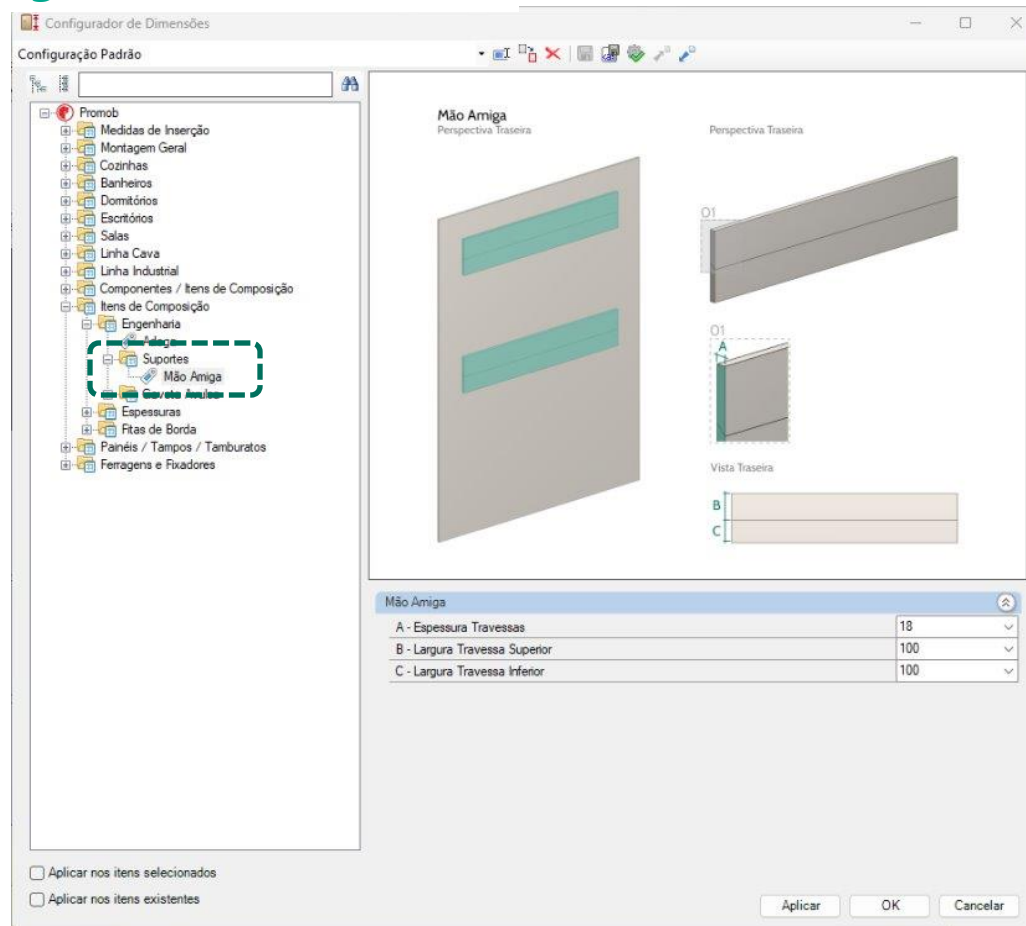 Configurador de Dimensões
Configuração Padrão
Promob
Medidas de Inserção
Montagem Geral
Cozinhas
Banheiros
Dormitórios
Escritórios
Salas
Linha Cava
Linha Industrial
Componentes / Itens de Composição
Itens de Composição
Engenharia
Adega
Suportes
Mão Amiga
Gaveta Avulsa
Espessuras
Fitas de Borda
Painéis / Tampos / Tamburatos
Ferragens e Fixadores
Aplicar nos itens selecionados
Aplicar nos itens existentes
Mão Amiga
Perspectiva Traseira
Perspectiva Traseira
O1
O1
A
Vista Traseira
B
C
Mão Amiga
A - Espessura Travessas 18
B - Largura Travessa Superior 100
C - Largura Travessa Inferior 100
Aplicar OK Cancelar